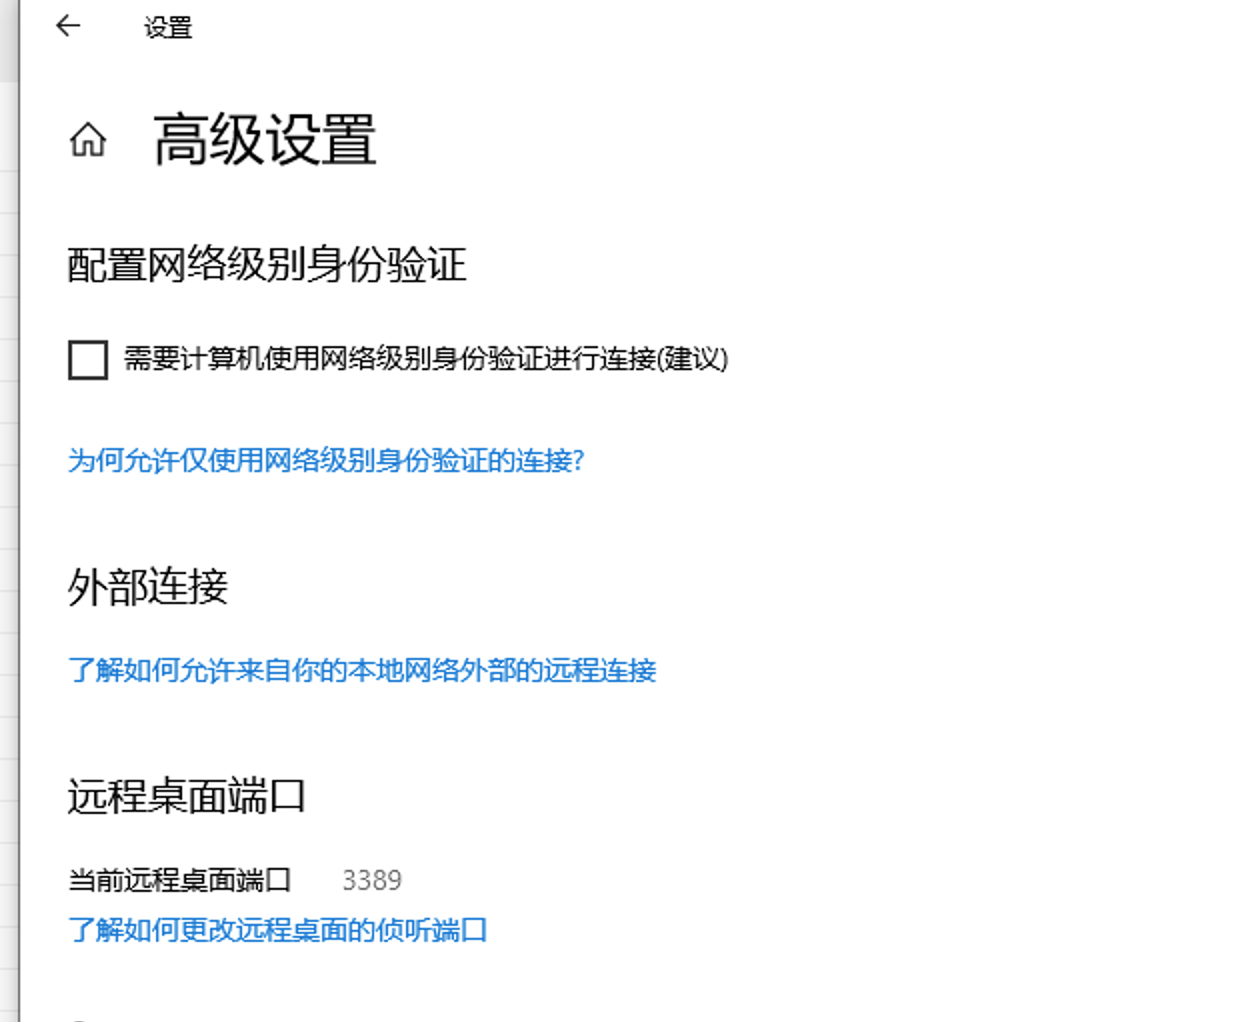 设置
高级设置
配置网络级别身份验证
需要计算机使用网络级别身份验证进行连接(建议)
为何允许仅使用网络级别身份验证的连接?
外部连接
了解如何允许来自你的本地网络外部的远程连接
远程桌面端口
当前远程桌面端口 3389
了解如何更改远程桌面的侦听端口